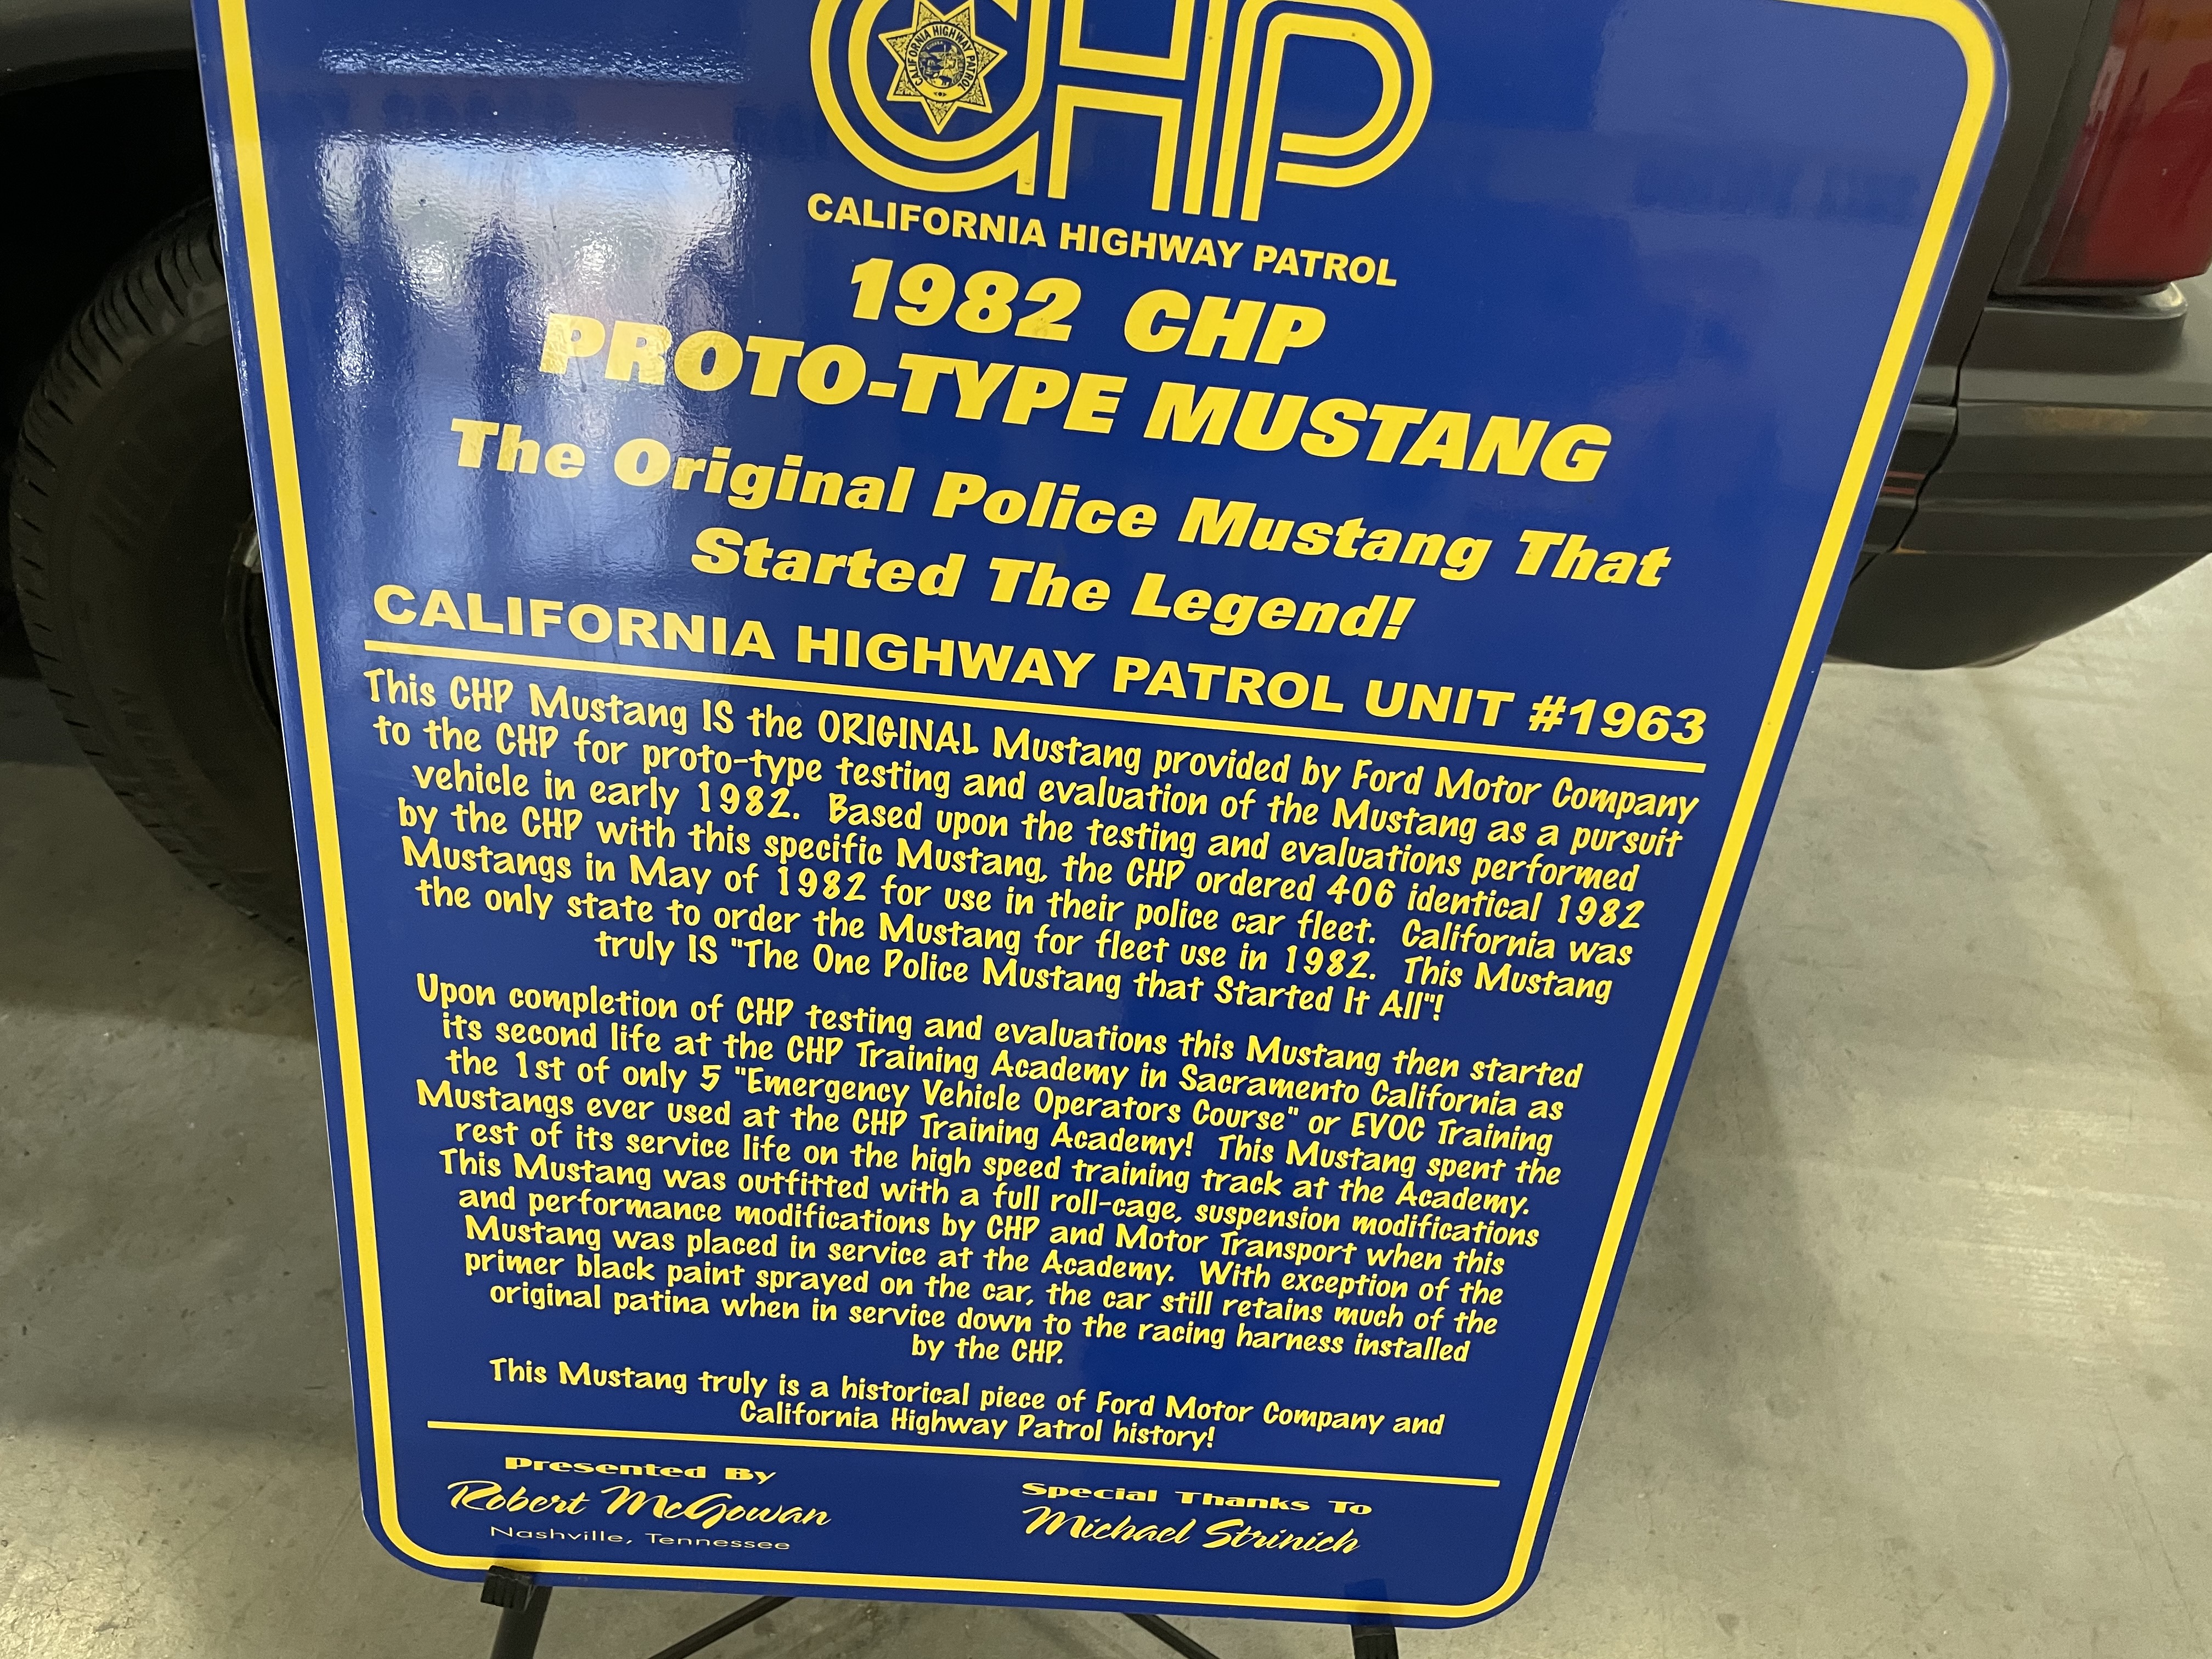 CHP
CALIFORNIA HIGHWAY PATROL
CALIFORNIA HIGHWAY PATROL
1982 CHP
PROTO-TYPE MUSTANG
The Original Police Mustang That
Started The Legend!
CALIFORNIA HIGHWAY PATROL UNIT #1963
This CHP Mustang IS the ORIGINAL Mustang provided by Ford Motor Company
to the CHP for proto-type testing and evaluation of the Mustang as a pursuit
vehicle in early 1982. Based upon the testing and evaluations performed
by the CHP with this specific Mustang, the CHP ordered 406 identical 1982
Mustangs in May of 1982 for use in their police car fleet. California was
the only state to order the Mustang for fleet use in 1982. This Mustang
truly IS "The One Police Mustang that Started It All"!
Upon completion of CHP testing and evaluations this Mustang then started
its second life at the CHP Training Academy in Sacramento California as
the 1st of only 5 "Emergency Vehicle Operators Course" or EVOC Training
Mustangs ever used at the CHP Training Academy! This Mustang spent the
rest of its service life on the high speed training track at the Academy.
This Mustang was outfitted with a full roll-cage, suspension modifications
and performance modifications by CHP and Motor Transport when this
Mustang was placed in service at the Academy. With exception of the
primer black paint sprayed on the car, the car still retains much of the
original patina when in service down to the racing harness installed
by the CHP.
This Mustang truly is a historical piece of Ford Motor Company and
California Highway Patrol history!
Presented By
Robert McGowan
Nashville, Tennessee
Special Thanks To
Michael Strinich